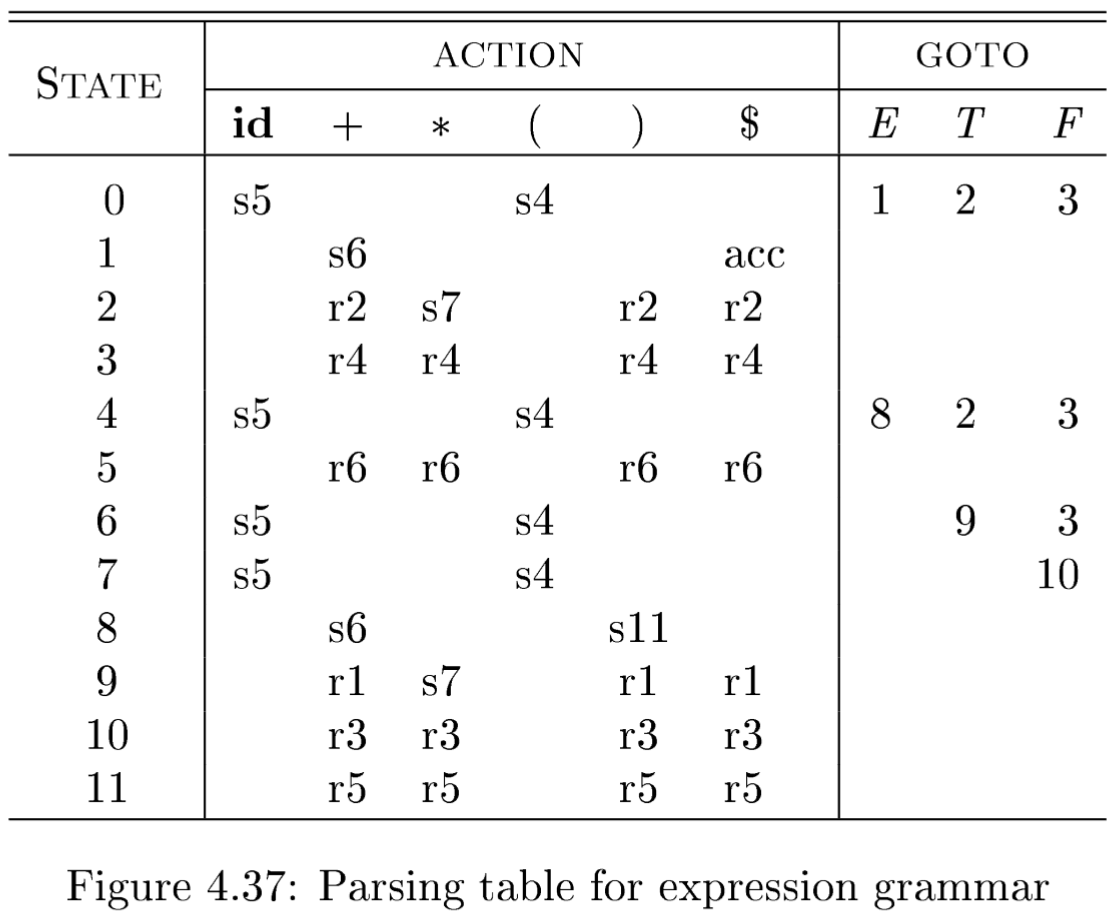 STATE ACTION GOTO
id + * ( ) $ E T F
0 s5 s4 1 2 3
1 s6 acc
2 r2 s7 r2 r2
3 r4 r4 r4 r4
4 s5 s4 8 2 3
5 r6 r6 r6 r6
6 s5 s4 9 3
7 s5 s4 10
8 s6 s11
9 r1 s7 r1 r1
10 r3 r3 r3 r3
11 r5 r5 r5 r5
Figure 4.37: Parsing table for expression grammar